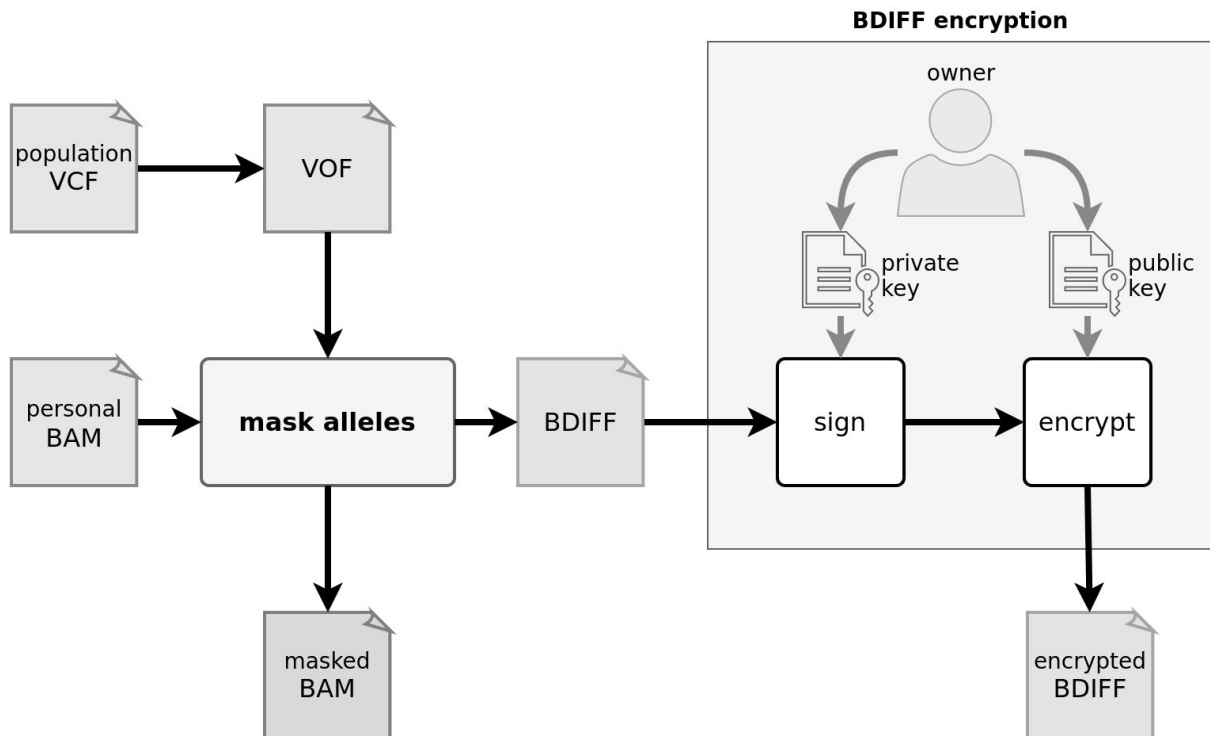 BDIFF encryption
owner
population
VCF
VOF
private
key
public
key
personal
BAM
mask alleles
BDIFF
sign
encrypt
masked
BAM
encrypted
BDIFF